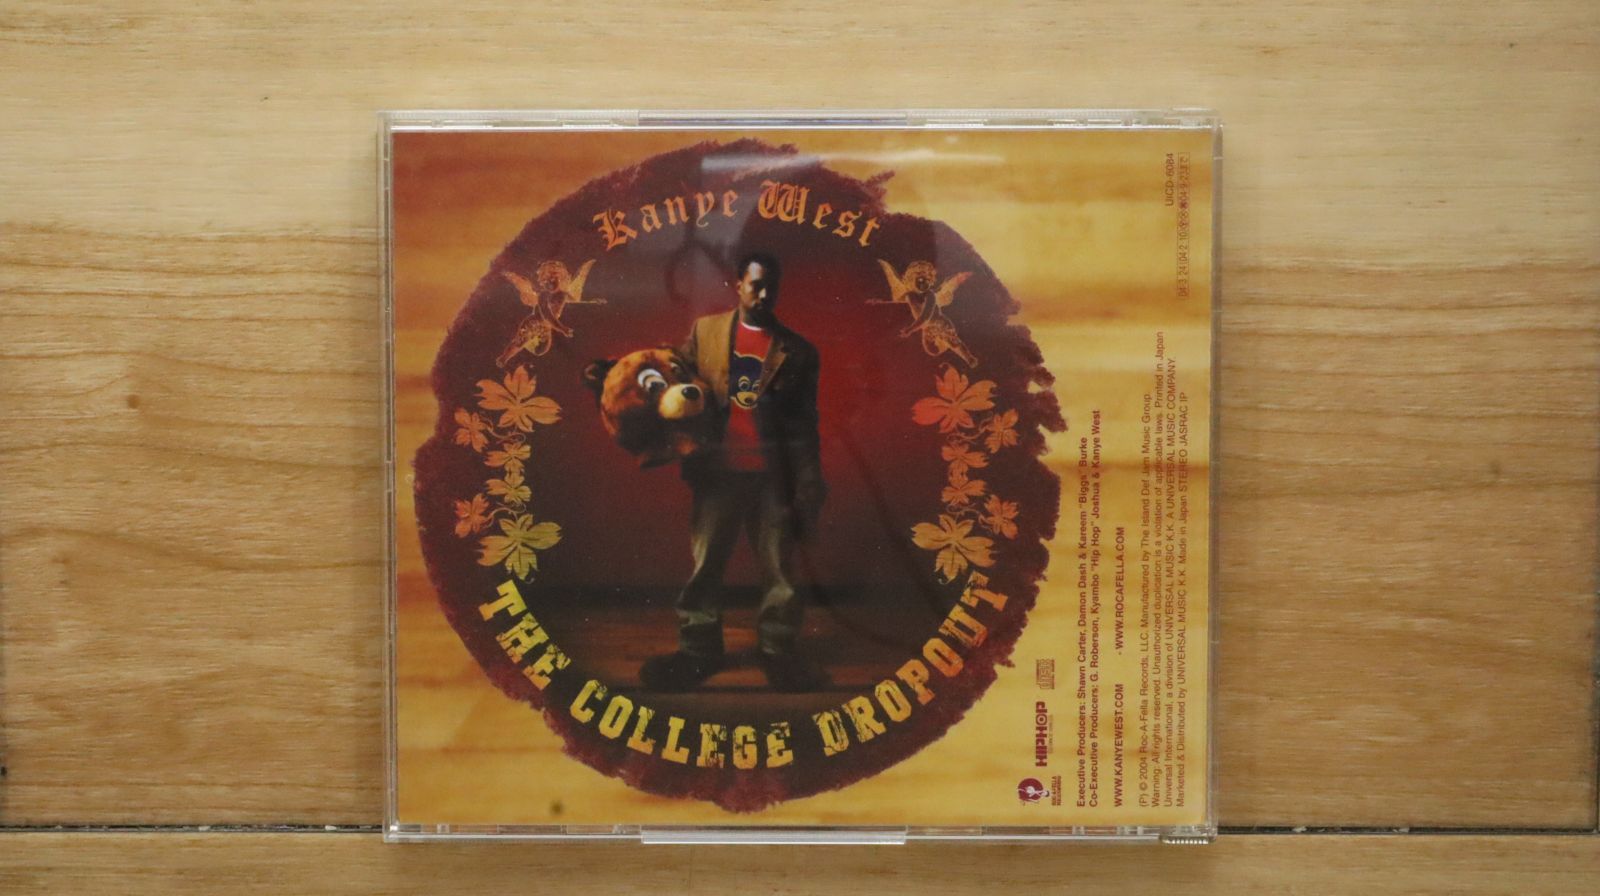 Kanye West
THE COLLEGE DROPOUT
UICD-6084
ROC-A-FELLA
HIPHOP
disc
Executive Producers: Shawn Carter, Damon Dash & Kareem "Biggs" Burke
Co-Executive Producers: G. Roberson, Kyambo "Hip Hop" Joshua & Kanye West
WWW.KANYEWEST.COM - WWW.ROCAFELLA.COM
(P) © 2004 Roc-A-Fella Records, LLC. Manufactured by The Island Def Jam Music Group.
Warning: All rights reserved. Unauthorized duplication is a violation of applicable laws. Printed in Japan
Universal International, a division of UNIVERSAL MUSIC K.K. A UNIVERSAL MUSIC COMPANY.
Marketed & Distributed by UNIVERSAL MUSIC K.K. Made in Japan STEREO JASRAC IP